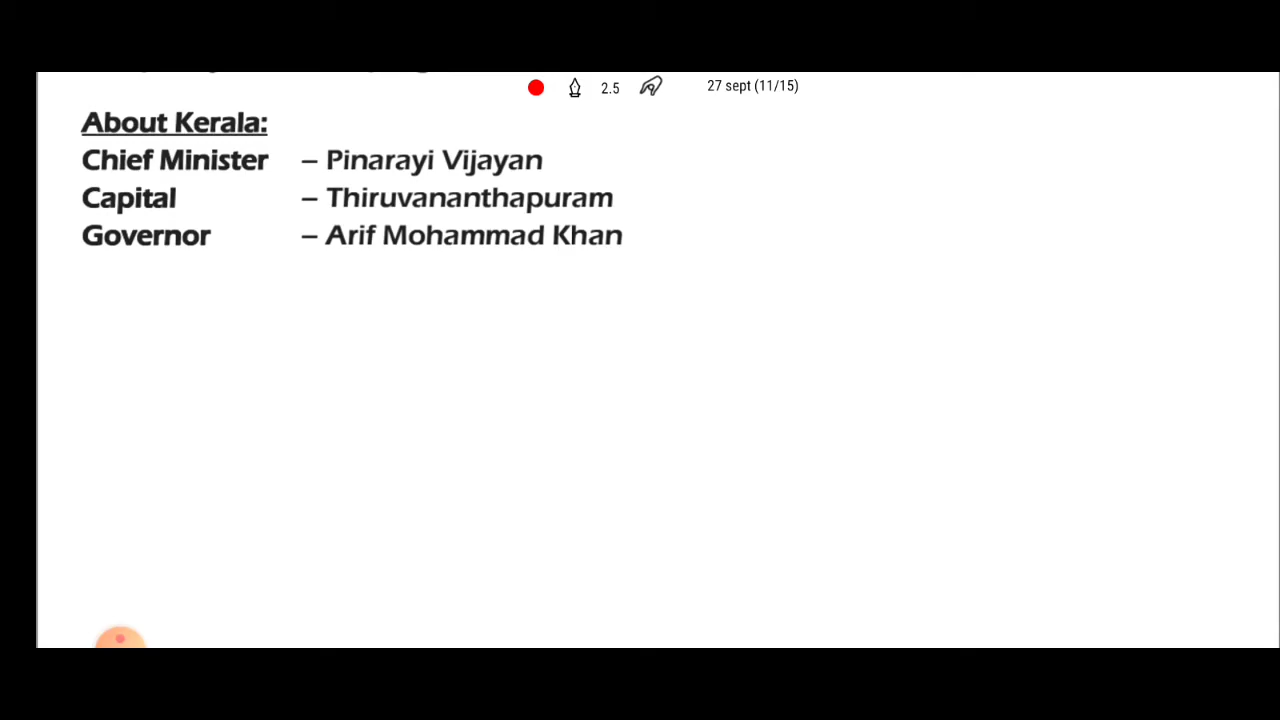 2.5 27 sept (11/15)
About Kerala:
Chief Minister – Pinarayi Vijayan
Capital – Thiruvananthapuram
Governor – Arif Mohammad Khan